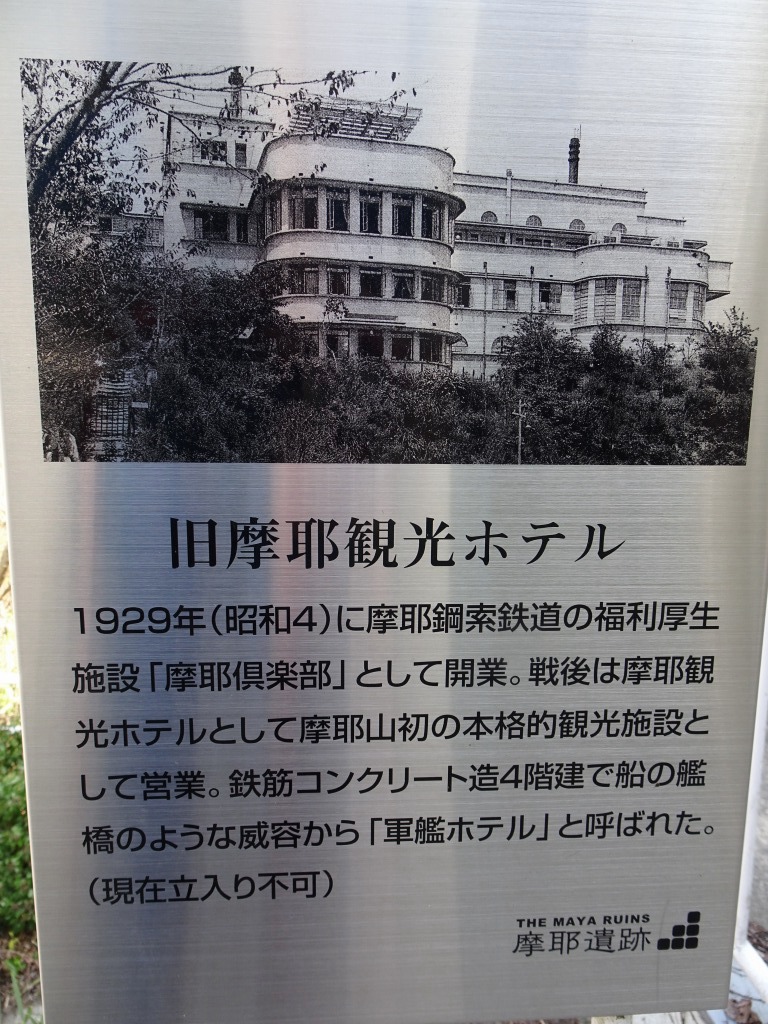 旧摩耶観光ホテル
1929年(昭和4)に摩耶鋼索鉄道の福利厚生
施設「摩耶倶楽部」として開業。戦後は摩耶観
光ホテルとして摩耶山初の本格的観光施設と
して営業。鉄筋コンクリート造4階建で船の艦
橋のような威容から「軍艦ホテル」と呼ばれた。
(現在立入り不可)
THE MAYA RUINS
摩耶遺跡